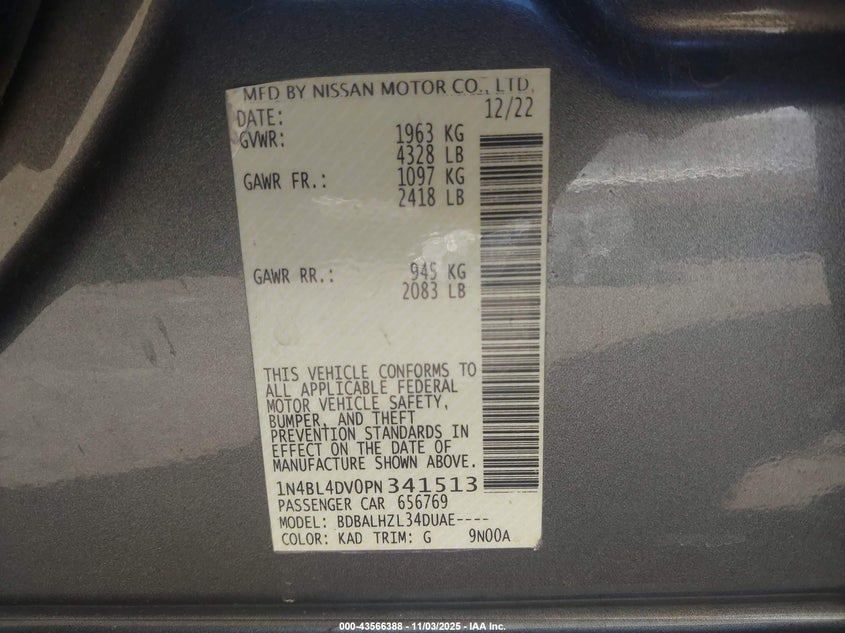 MFD BY NISSAN MOTOR CO., LTD.
DATE: 12/22
GVWR: 1963 KG
4328 LB
GAWR FR.: 1097 KG
2418 LB
GAWR RR.: 945 KG
2083 LB
THIS VEHICLE CONFORMS TO
ALL APPLICABLE FEDERAL
MOTOR VEHICLE SAFETY,
BUMPER, AND THEFT
PREVENTION STANDARDS IN
EFFECT ON THE DATE OF
MANUFACTURE SHOWN ABOVE.
1N4BL4DV0PN341513
PASSENGER CAR 656769
MODEL: BDBALHZL34DUAE----
COLOR: KAD TRIM: G 9N00A
000-43566388 - 11/03/2025 - IAA Inc.